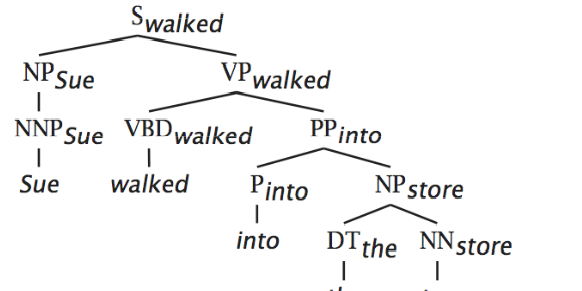 S walked
NP Sue VP walked
NNP Sue VBD walked PP into
Sue walked P into NP store
into DT the NN store